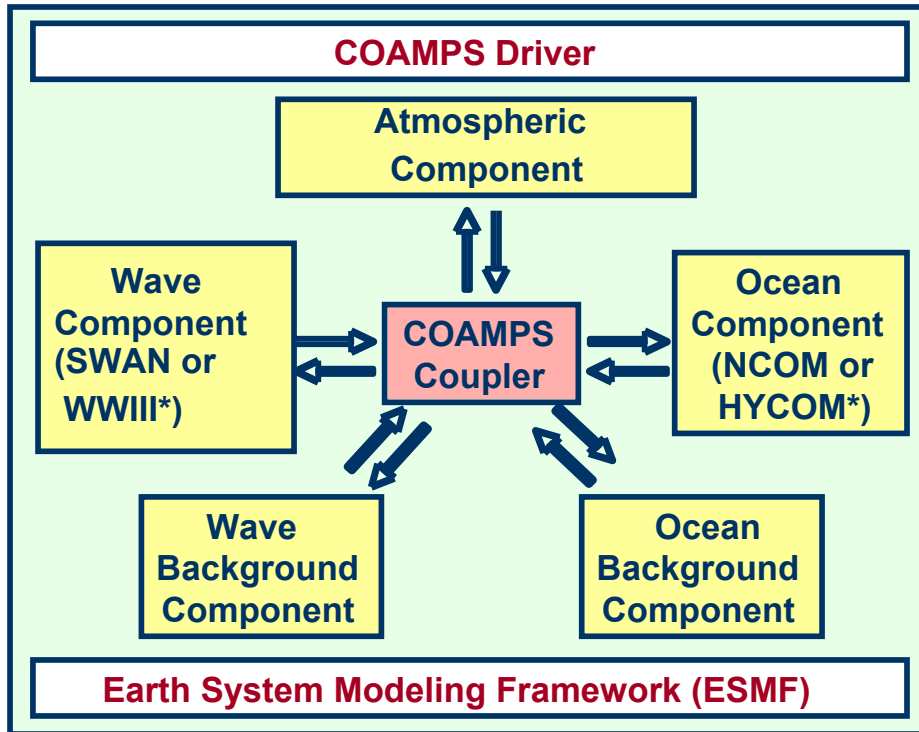 COAMPS Driver
Atmospheric
Component
Wave
Component
(SWAN or
WWIII*)
COAMPS
Coupler
Ocean
Component
(NCOM or
HYCOM*)
Wave
Background
Component
Ocean
Background
Component
Earth System Modeling Framework (ESMF)